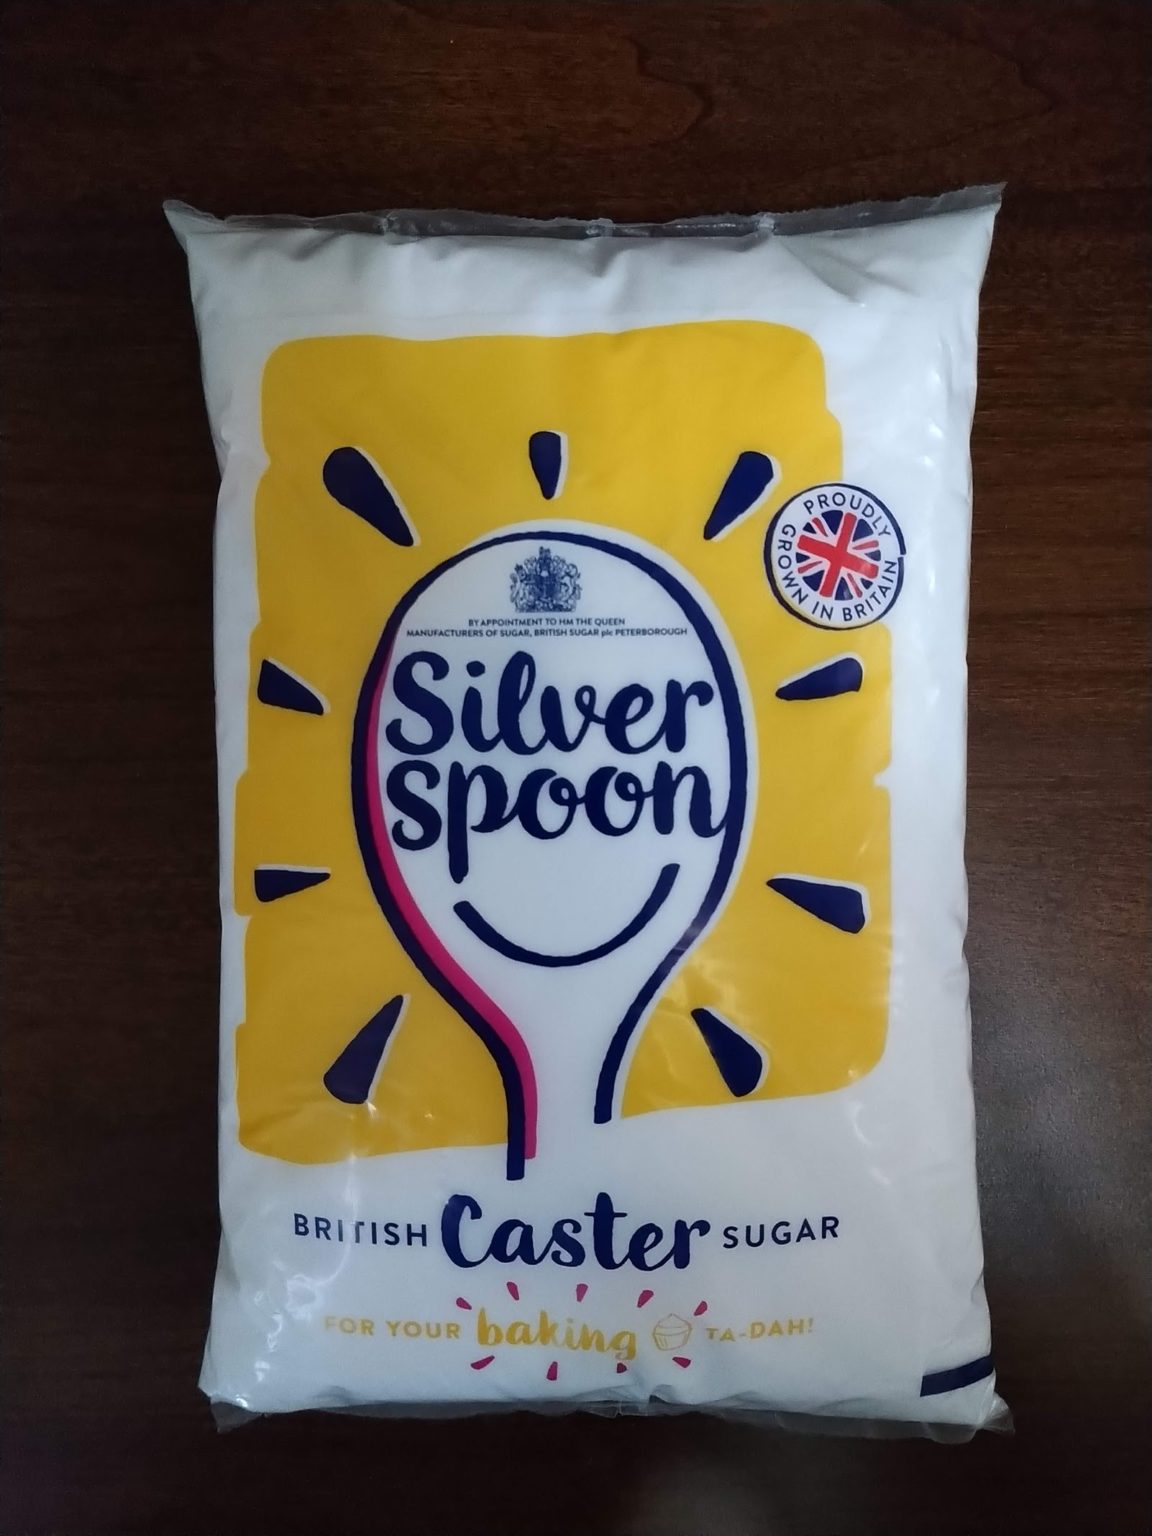 PROUDLY
GROWN IN BRITAIN
BY APPOINTMENT TO HM THE QUEEN
MANUFACTURERS OF SUGAR, BRITISH SUGAR plc PETERBOROUGH
Silver
spoon
BRITISH Caster SUGAR
FOR YOUR baking TA-DAH!